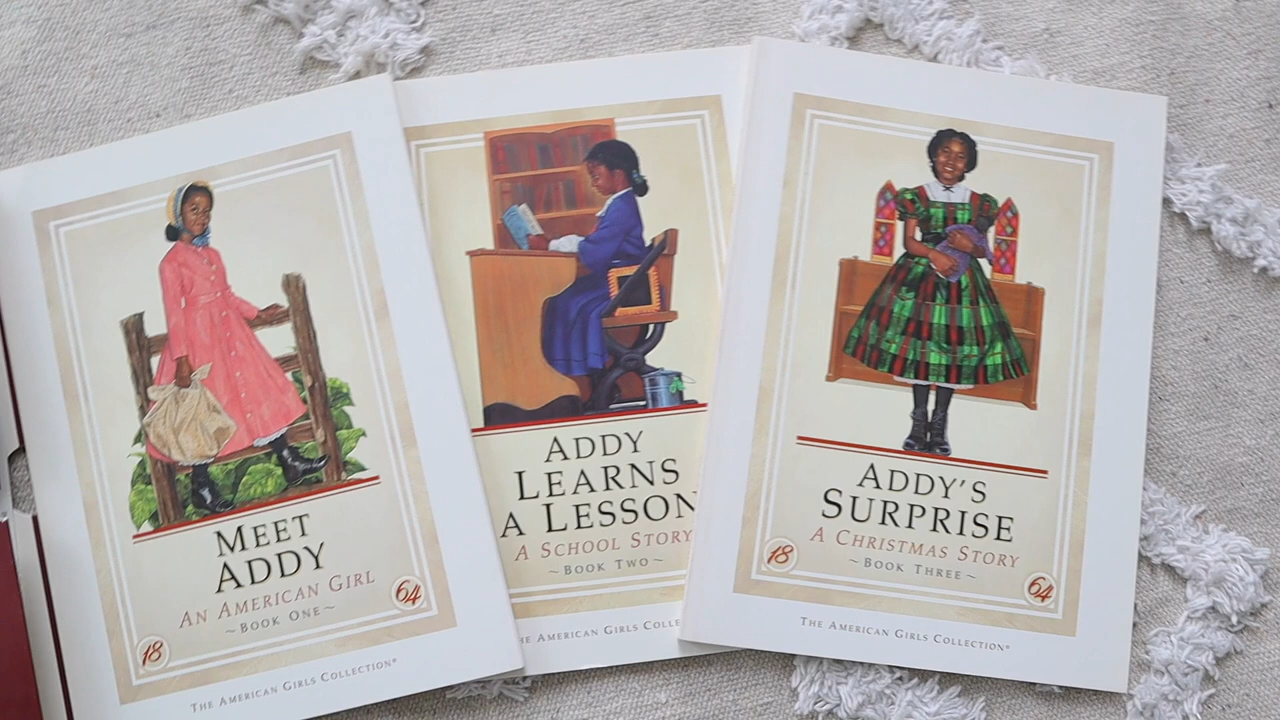 MEET
ADDY
AN AMERICAN GIRL
~BOOK ONE~
18
64
THE AMERICAN GIRLS COLLECTION®
ADDY
LEARNS
A LESSON
A SCHOOL STORY
~BOOK TWO~
THE AMERICAN GIRLS COLLE
ADDY'S
SURPRISE
A CHRISTMAS STORY
~BOOK THREE~
18
64
THE AMERICAN GIRLS COLLECTION®